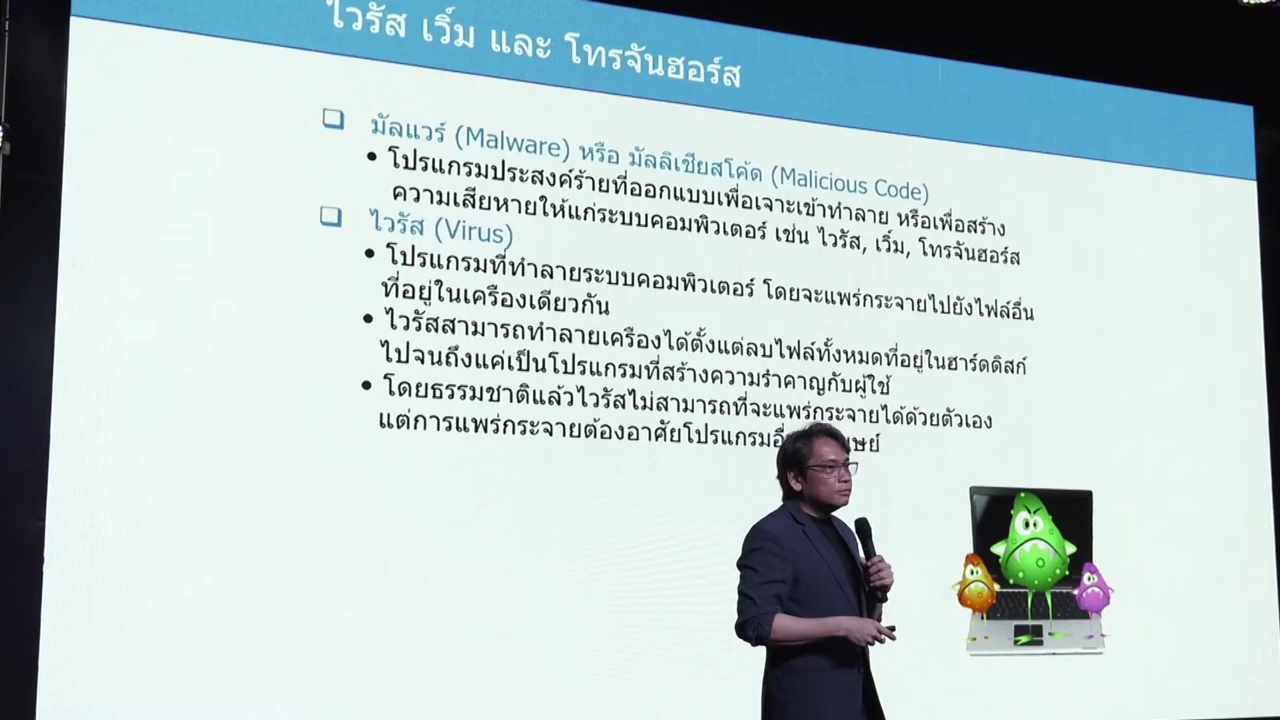 ไวรัส เวิ์ม และ โทรจันฮอร์ส
มัลแวร์ (Malware) หรือ มัลลิเชียสโค้ด (Malicious Code)
• โปรแกรมประสงค์ร้ายที่ออกแบบเพื่อเจาะเข้าทำลาย หรือเพื่อสร้าง
ความเสียหายให้แก่ระบบคอมพิวเตอร์ เช่น ไวรัส, เวิ์ม, โทรจันฮอร์ส
ไวรัส (Virus)
• โปรแกรมที่ทำลายระบบคอมพิวเตอร์ โดยจะแพร่กระจายไปยังไฟล์อื่น
ที่อยู่ในเครื่องเดียวกัน
• ไวรัสสามารถทำลายเครื่องได้ตั้งแต่ลบไฟล์ทั้งหมดที่อยู่ในฮาร์ดดิสก์
ไปจนถึงแค่เป็นโปรแกรมที่สร้างความรำคาญกับผู้ใช้
• โดยธรรมชาติแล้วไวรัสไม่สามารถที่จะแพร่กระจายได้ด้วยตัวเอง
แต่การแพร่กระจายต้องอาศัยโปรแกรม